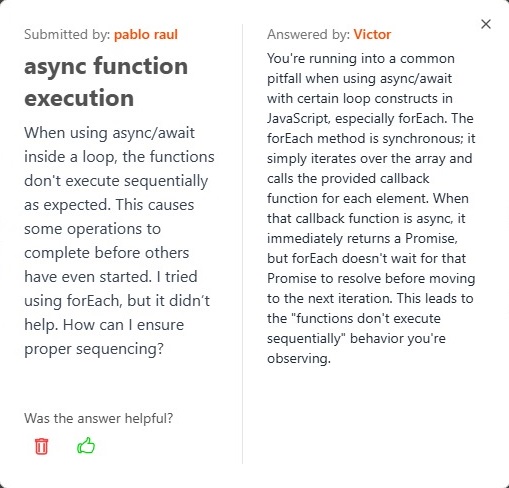 Submitted by: pablo raul
async function
execution
When using async/await
inside a loop, the functions
don't execute sequentially
as expected. This causes
some operations to
complete before others
have even started. I tried
using forEach, but it didn’t
help. How can I ensure
proper sequencing?
Was the answer helpful?
Answered by: Victor
You're running into a common
pitfall when using async/await
with certain loop constructs in
JavaScript, especially forEach. The
forEach method is synchronous; it
simply iterates over the array and
calls the provided callback
function for each element. When
that callback function is async, it
immediately returns a Promise,
but forEach doesn't wait for that
Promise to resolve before moving
to the next iteration. This leads to
the "functions don't execute
sequentially" behavior you're
observing.